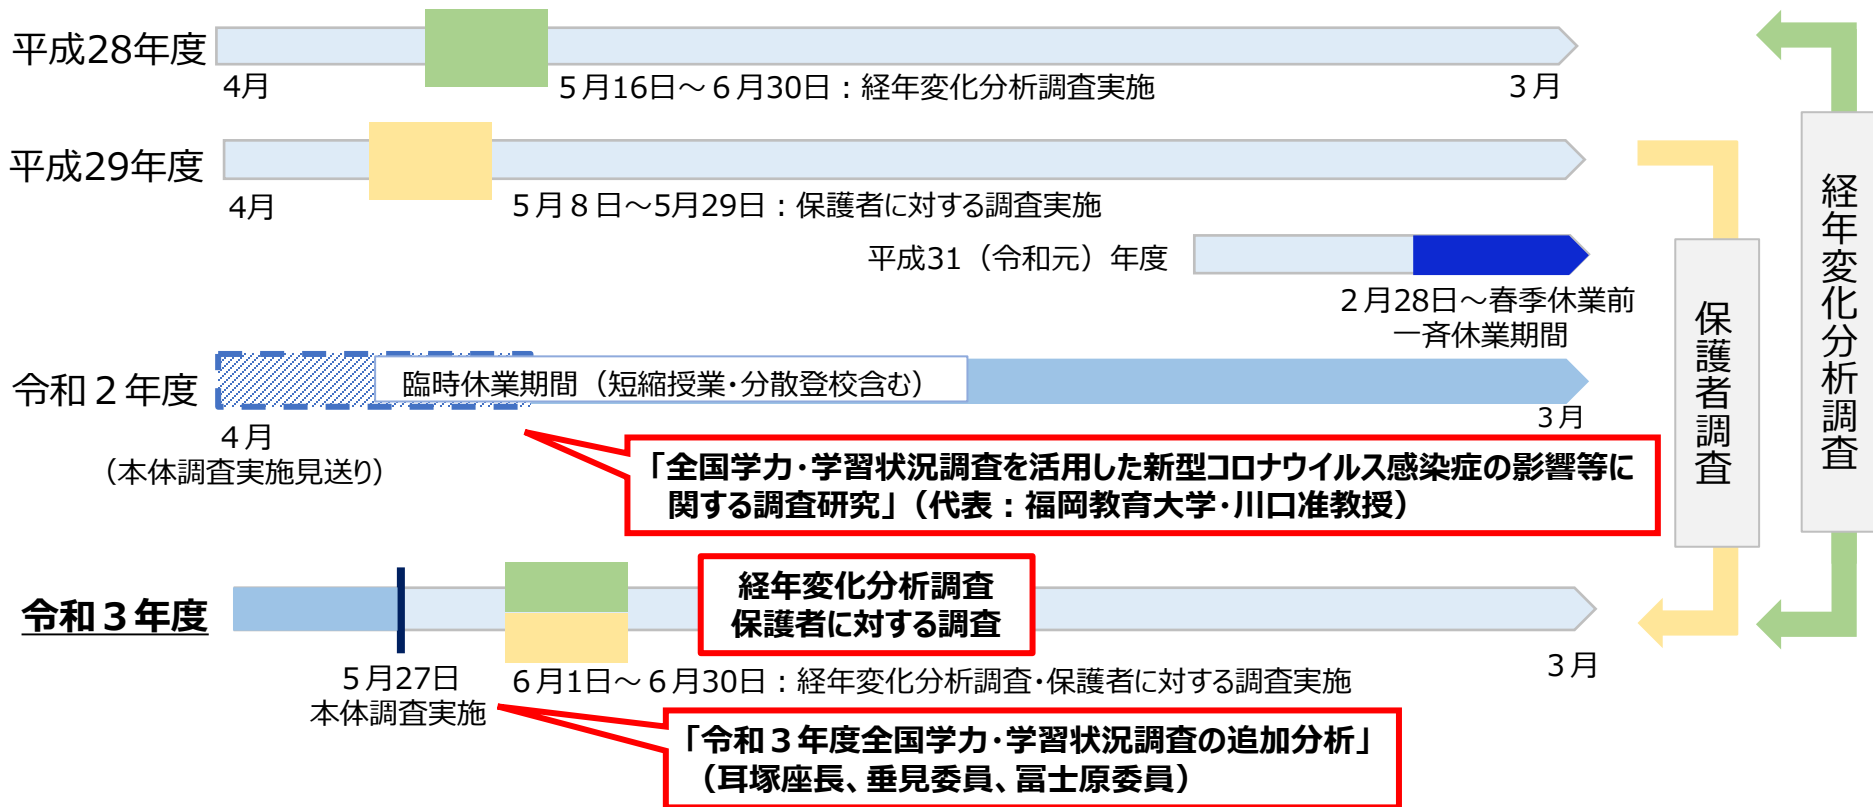 平成28年度
4月
５月16日～６月30日：経年変化分析調査実施
３月
平成29年度
4月
５月８日～5月29日：保護者に対する調査実施
平成31（令和元）年度
２月28日～春季休業前
一斉休業期間
令和２年度
臨時休業期間（短縮授業・分散登校含む）
４月
（本体調査実施見送り）
３月
「全国学力・学習状況調査を活用した新型コロナウイルス感染症の影響等に
関する調査研究」（代表：福岡教育大学・川口准教授）
令和３年度
経年変化分析調査
保護者に対する調査
５月27日
本体調査実施
６月1日～６月30日：経年変化分析調査・保護者に対する調査実施
３月
「令和３年度全国学力・学習状況調査の追加分析」
（耳塚座長、垂見委員、冨士原委員）
保護者調査
経年変化分析調査